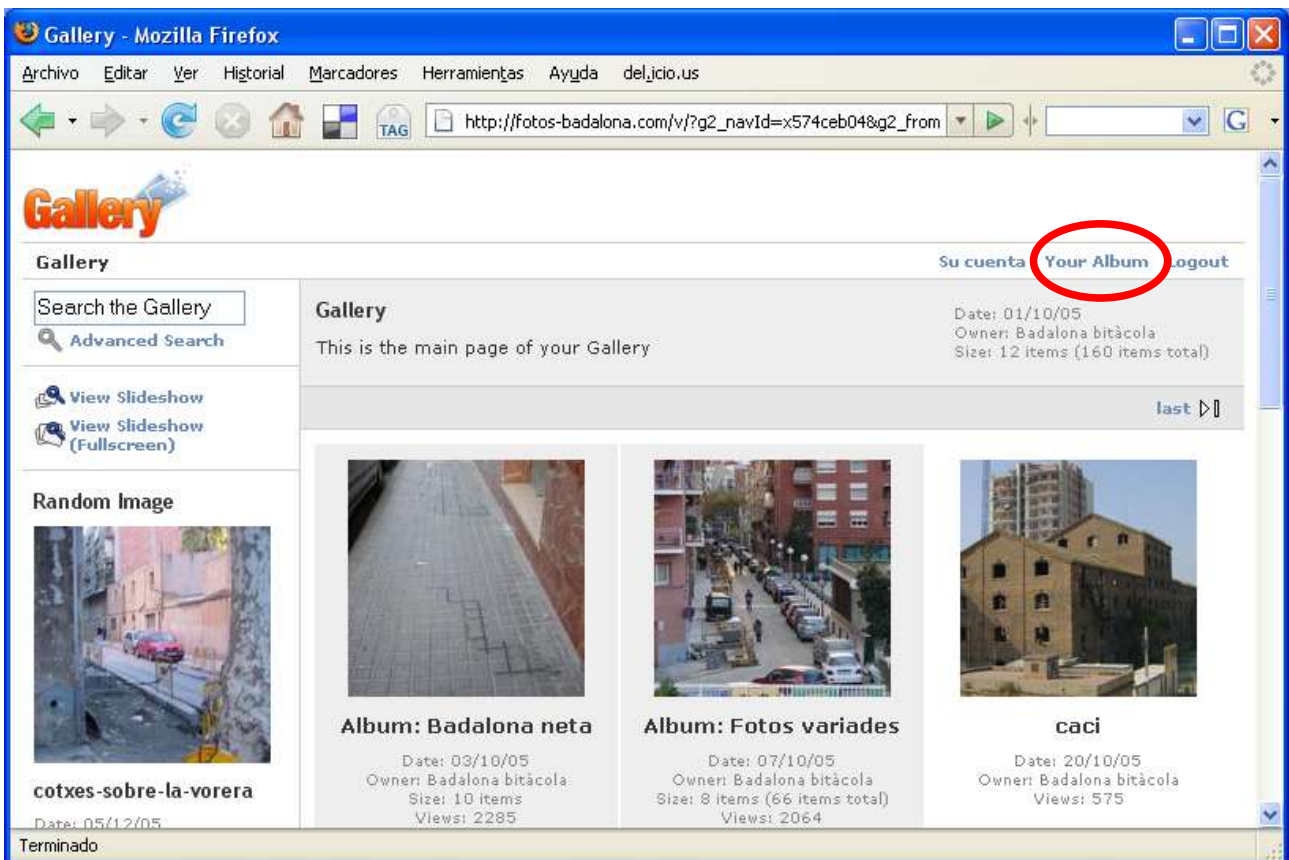 Gallery - Mozilla Firefox
Archivo Editar Ver Historial Marcadores Herramientas Ayuda del.icio.us
TAG http://fotos-badalona.com/v/?g2_navId=x574ceb04&g2_from G
Gallery
Gallery Su cuenta Your Album Logout
Search the Gallery
Advanced Search
View Slideshow
View Slideshow
(Fullscreen)
Random Image
cotxes-sobre-la-vorera
Date: 05/12/05
Gallery
This is the main page of your Gallery
Date: 01/10/05
Owner: Badalona bitàcola
Size: 12 items (160 items total)
last
Album: Badalona neta
Date: 03/10/05
Owner: Badalona bitàcola
Size: 10 items
Views: 2285
Album: Fotos variades
Date: 07/10/05
Owner: Badalona bitàcola
Size: 8 items (66 items total)
Views: 2064
caci
Date: 20/10/05
Owner: Badalona bitàcola
Views: 575
Terminado